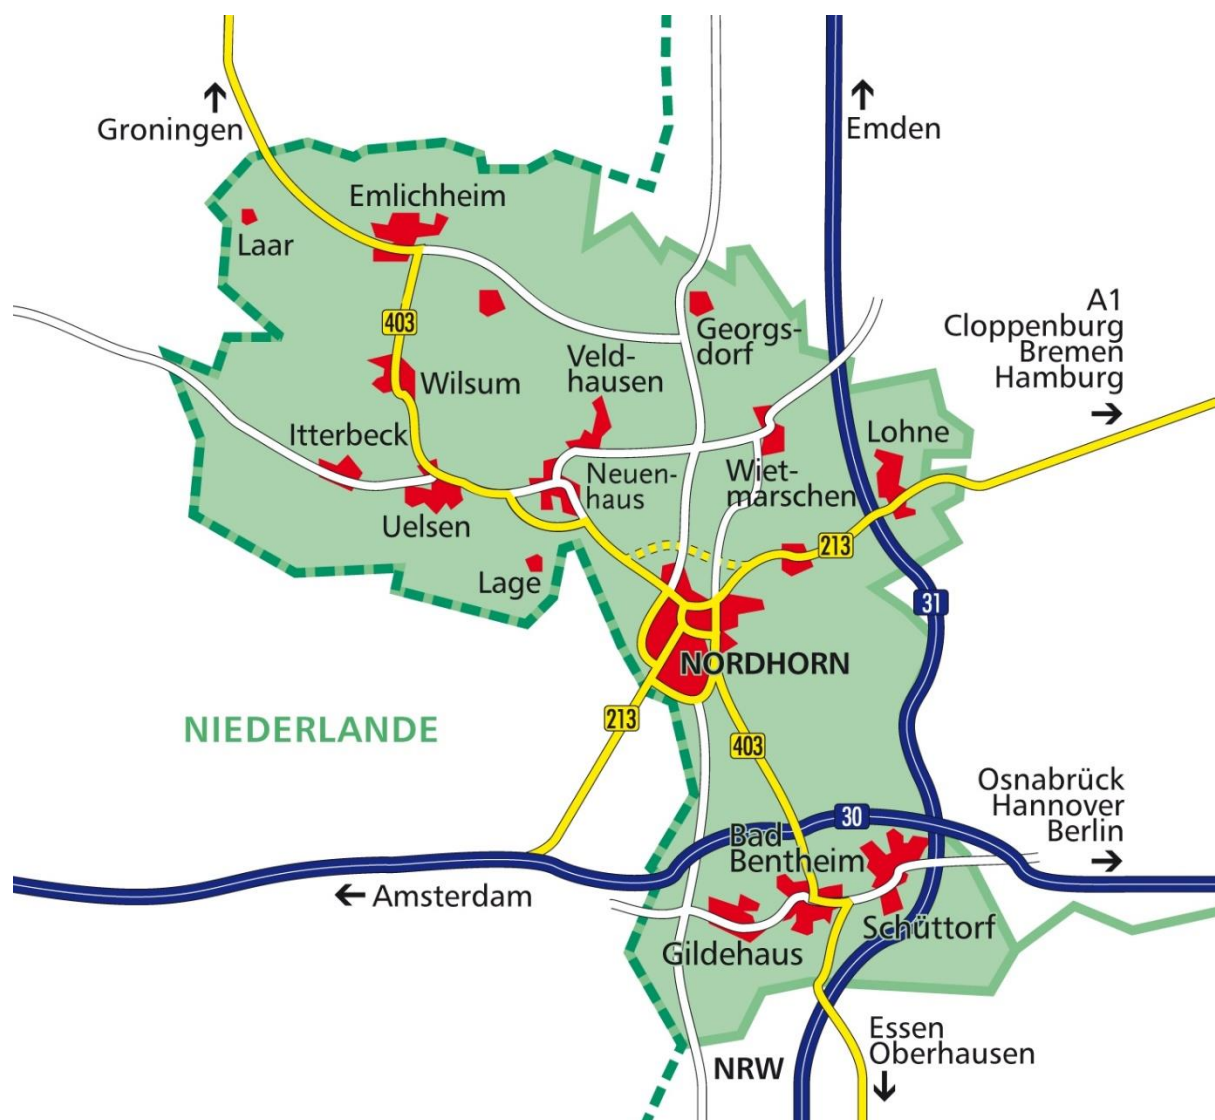 Groningen
Emden
Emlichheim
Laar
403
Georgs-
dorf
A1
Cloppenburg
Bremen
Hamburg
Veld-
hausen
Wilsum
Itterbeck
Lohne
Neuen-
haus
Wiet-
marschen
Uelsen
213
Lage
31
NORDHORN
213
NIEDERLANDE
403
Osnabrück
Hannover
Berlin
30
Bad
Bentheim
Amsterdam
Schüttorf
Gildehaus
Essen
Oberhausen
NRW